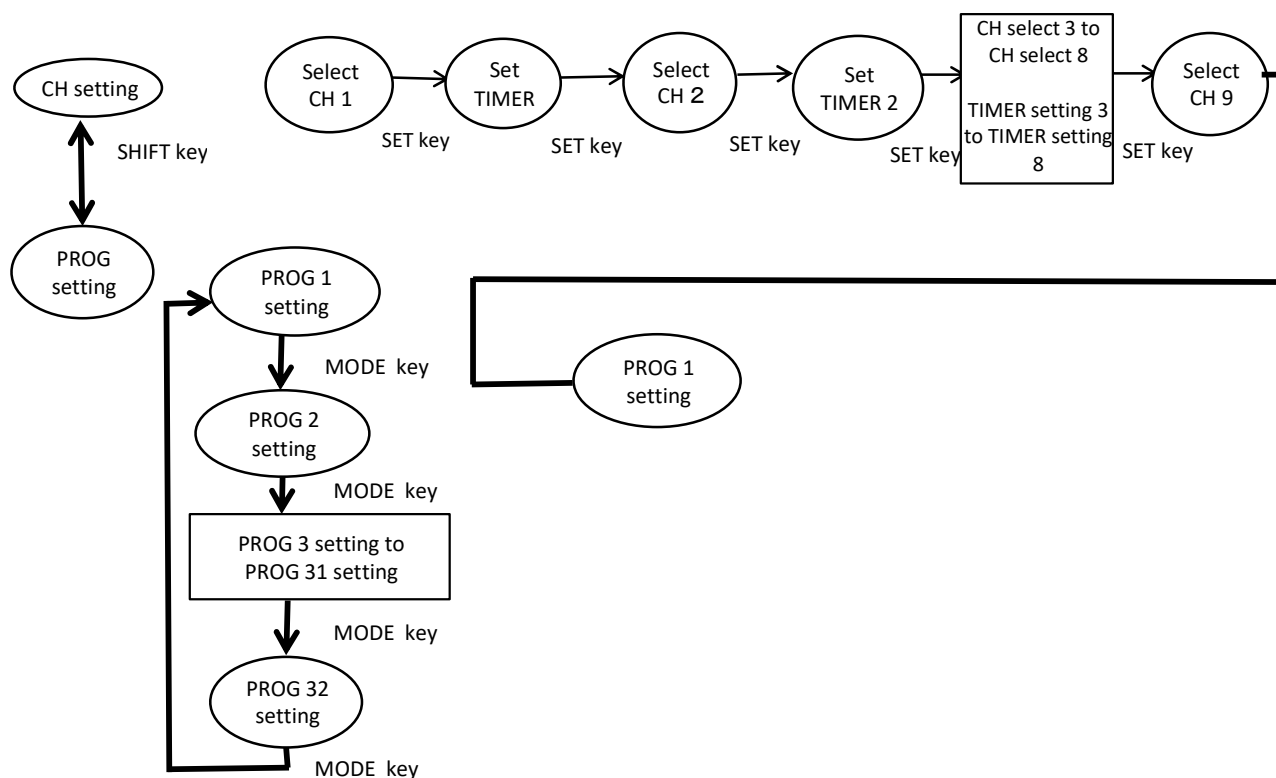 CH setting
SHIFT key
PROG
setting
Select
CH 1
SET key
Set
TIMER
SET key
Select
CH 2
SET key
Set
TIMER 2
SET key
CH select 3 to
CH select 8
TIMER setting 3
to TIMER setting
8
SET key
Select
CH 9
PROG 1
setting
MODE key
PROG 2
setting
MODE key
PROG 3 setting to
PROG 31 setting
MODE key
PROG 32
setting
MODE key
PROG 1
setting